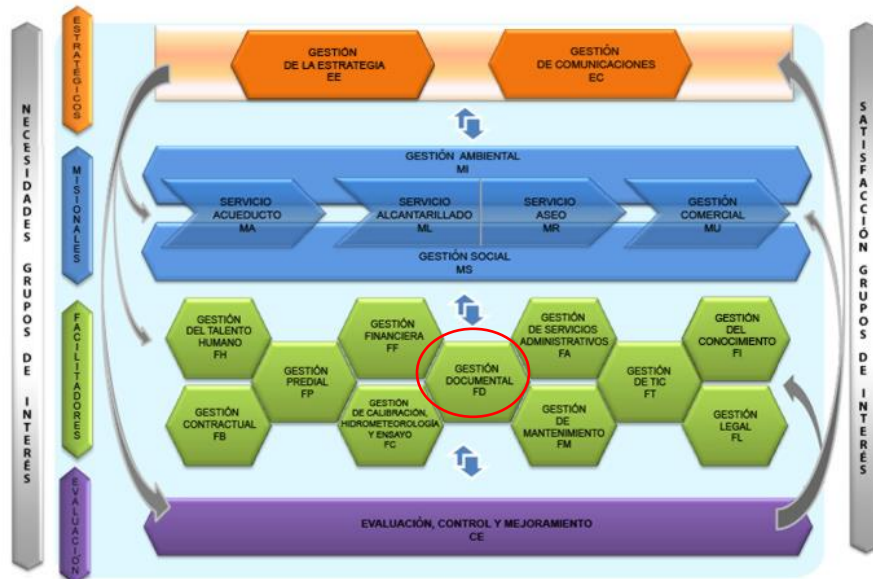 NECESIDADES GRUPOS DE INTERÉS
ESTRATÉGICOS
GESTIÓN
DE LA ESTRATEGIA
EE
GESTIÓN
DE COMUNICACIONES
EC
MISIONALES
GESTIÓN AMBIENTAL
MI
SERVICIO
ACUEDUCTO
MA
SERVICIO
ALCANTARILLADO
ML
SERVICIO
ASEO
MR
GESTIÓN
COMERCIAL
MU
GESTIÓN SOCIAL
MS
FACILITADORES
GESTIÓN
DEL TALENTO
HUMANO
FH
GESTIÓN
FINANCIERA
FF
GESTIÓN
DE SERVICIOS
ADMINISTRATIVOS
FA
GESTIÓN
DEL
CONOCIMIENTO
FI
GESTIÓN
PREDIAL
FP
GESTIÓN
DOCUMENTAL
FD
GESTIÓN
DE TIC
FT
GESTIÓN
CONTRACTUAL
FB
GESTIÓN
DE CALIBRACIÓN,
HIDROMETEOROLOGÍA
Y ENSAYO
FC
GESTIÓN
DE
MANTENIMIENTO
FM
GESTIÓN
LEGAL
FL
EVALUACIÓN
EVALUACIÓN, CONTROL Y MEJORAMIENTO
CE
SATISFACCIÓN GRUPOS DE INTERÉS